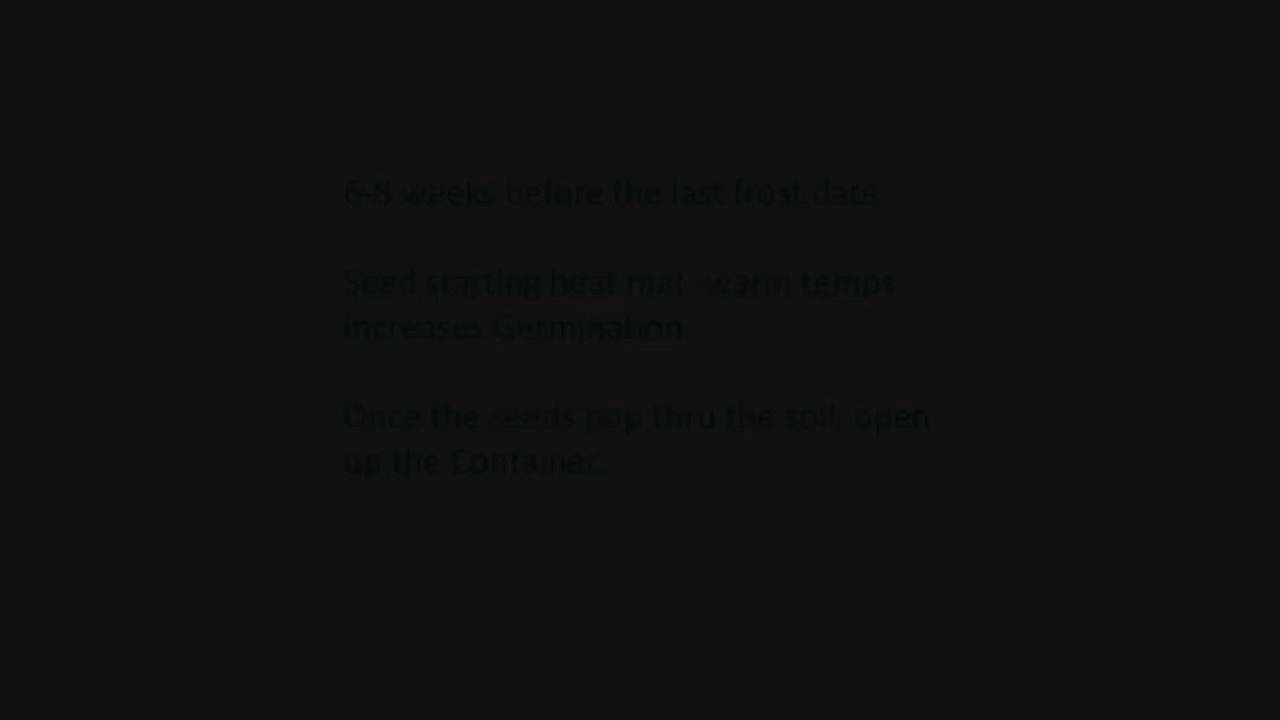 6-8 weeks before the last frost date
Seed starting heat mat -warm temps
increases Germination.
Once the seeds pop thru the soil, open
up the Container.